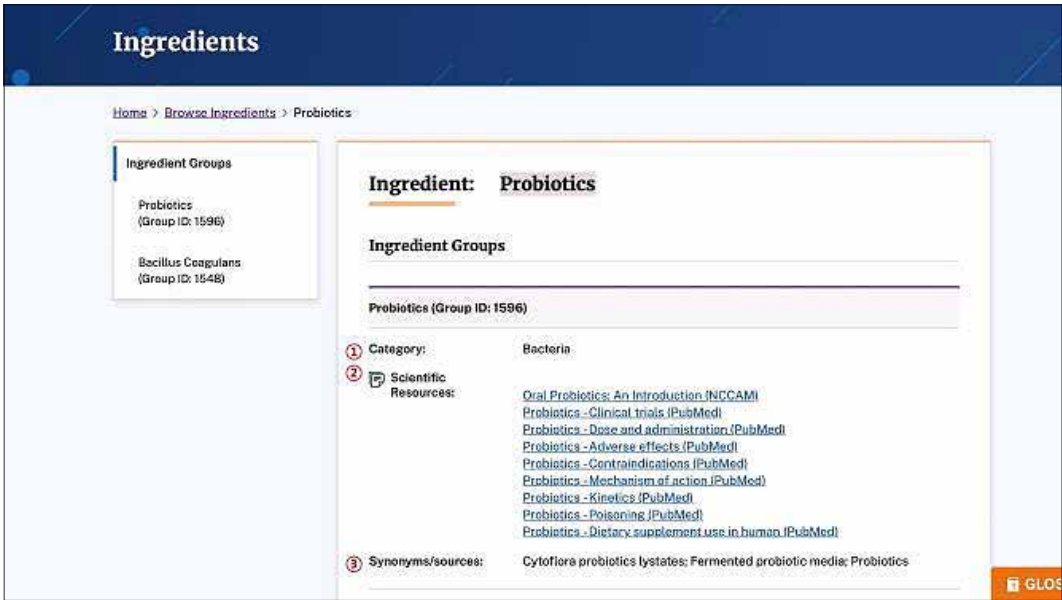 Ingredients
Home > Browse Ingredients > Probiotics
Ingredient Groups
Probiotics
(Group ID: 1596)
Bacillus Coagulans
(Group ID: 1548)
Ingredient: Probiotics
Ingredient Groups
Probiotics (Group ID: 1596)
① Category: Bacteria
② Scientific
Resources:
Oral Probiotics: An Introduction (NCCAM)
Probiotics - Clinical trials (PubMed)
Probiotics - Dose and administration (PubMed)
Probiotics - Adverse effects (PubMed)
Probiotics - Contraindications (PubMed)
Probiotics - Mechanism of action (PubMed)
Probiotics - Kinetics (PubMed)
Probiotics - Poisoning (PubMed)
Probiotics - Dietary supplement use in human (PubMed)
③ Synonyms/sources: Cytoflora probiotics lystates; Fermented probiotic media; Probiotics
GLOS